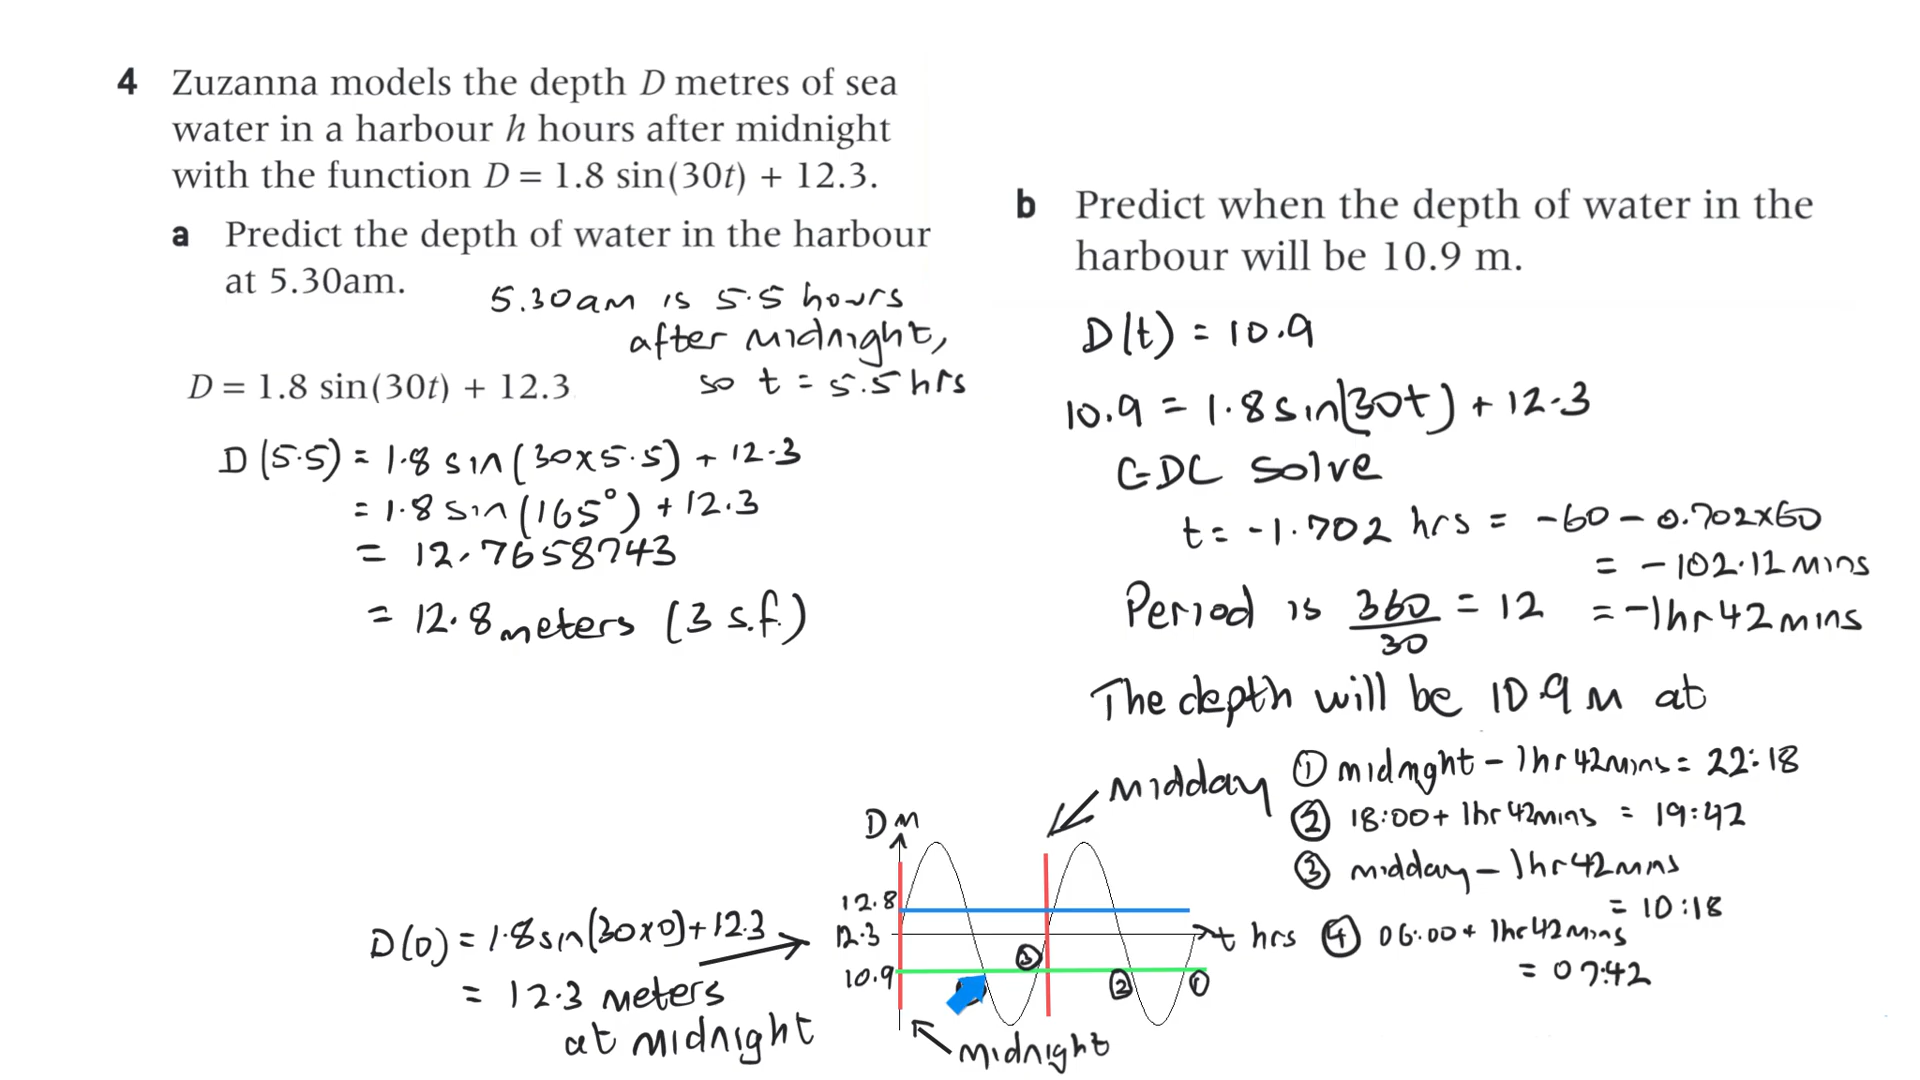 4 Zuzanna models the depth D metres of sea
water in a harbour h hours after midnight
with the function D = 1.8 sin(30t) + 12.3.
a Predict the depth of water in the harbour
at 5.30am.
5.30am is 5.5 hours
after midnight,
so t = 5.5 hrs
D = 1.8 sin(30t) + 12.3
D(5.5) = 1.8 sin(30x5.5) + 12.3
= 1.8 sin(165°) + 12.3
= 12.7658743
= 12.8 meters (3 s.f.)
b Predict when the depth of water in the
harbour will be 10.9 m.
D(t) = 10.9
10.9 = 1.8 sin(30t) + 12.3
GDC solve
t = -1.702 hrs = -60 - 0.702x60
= -102.12 mins
Period is 360/30 = 12 = -1hr 42 mins
The depth will be 10.9 m at
① midnght - 1hr 42mins = 22:18
② 18:00 + 1hr 42mins = 19:42
③ midday - 1hr 42mins
= 10:18
④ 06:00 + 1hr 42mins
= 07:42
Midday
D m
12.8
12.3
10.9
t hrs
③
②
①
midnight
D(0) = 1.8 sin(30x0) + 12.3
= 12.3 meters
at midnight